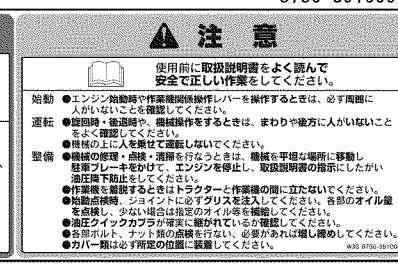 注 意
使用前に取扱説明書をよく読んで
安全で正しい作業をしてください。
始動 ●エンジン始動時や作業機関係操作レバーを操作するときは、必ず周囲に
人がいないことを確認してください。
運転 ●旋回時・後退時や、機械操作をするときは、まわりや後方に人がいないこと
をよく確認してください。
●機械の上に人を乗せて運転しないでください。
整備 ●機械の修理・点検・清掃を行なうときは、機械を平坦な場所に移動し
駐車ブレーキをかけて、エンジンを停止し、取扱説明書の指示にしたがい
油圧降下防止をしてください。
●作業機を着脱するときはトラクターと作業機の間に立たないでください。
●始動点検時、ジョイントに必ずグリスを注入してください。各部のオイル量
を点検し、少ない場合は指定のオイル等を補給してください。
●油圧クイックカプラが確実に継がれているか確認してください。
●各部ボルト、ナット類の点検を行ない、必要があれば増し締めしてください。
●カバー類は必ず所定の位置に装着してください。